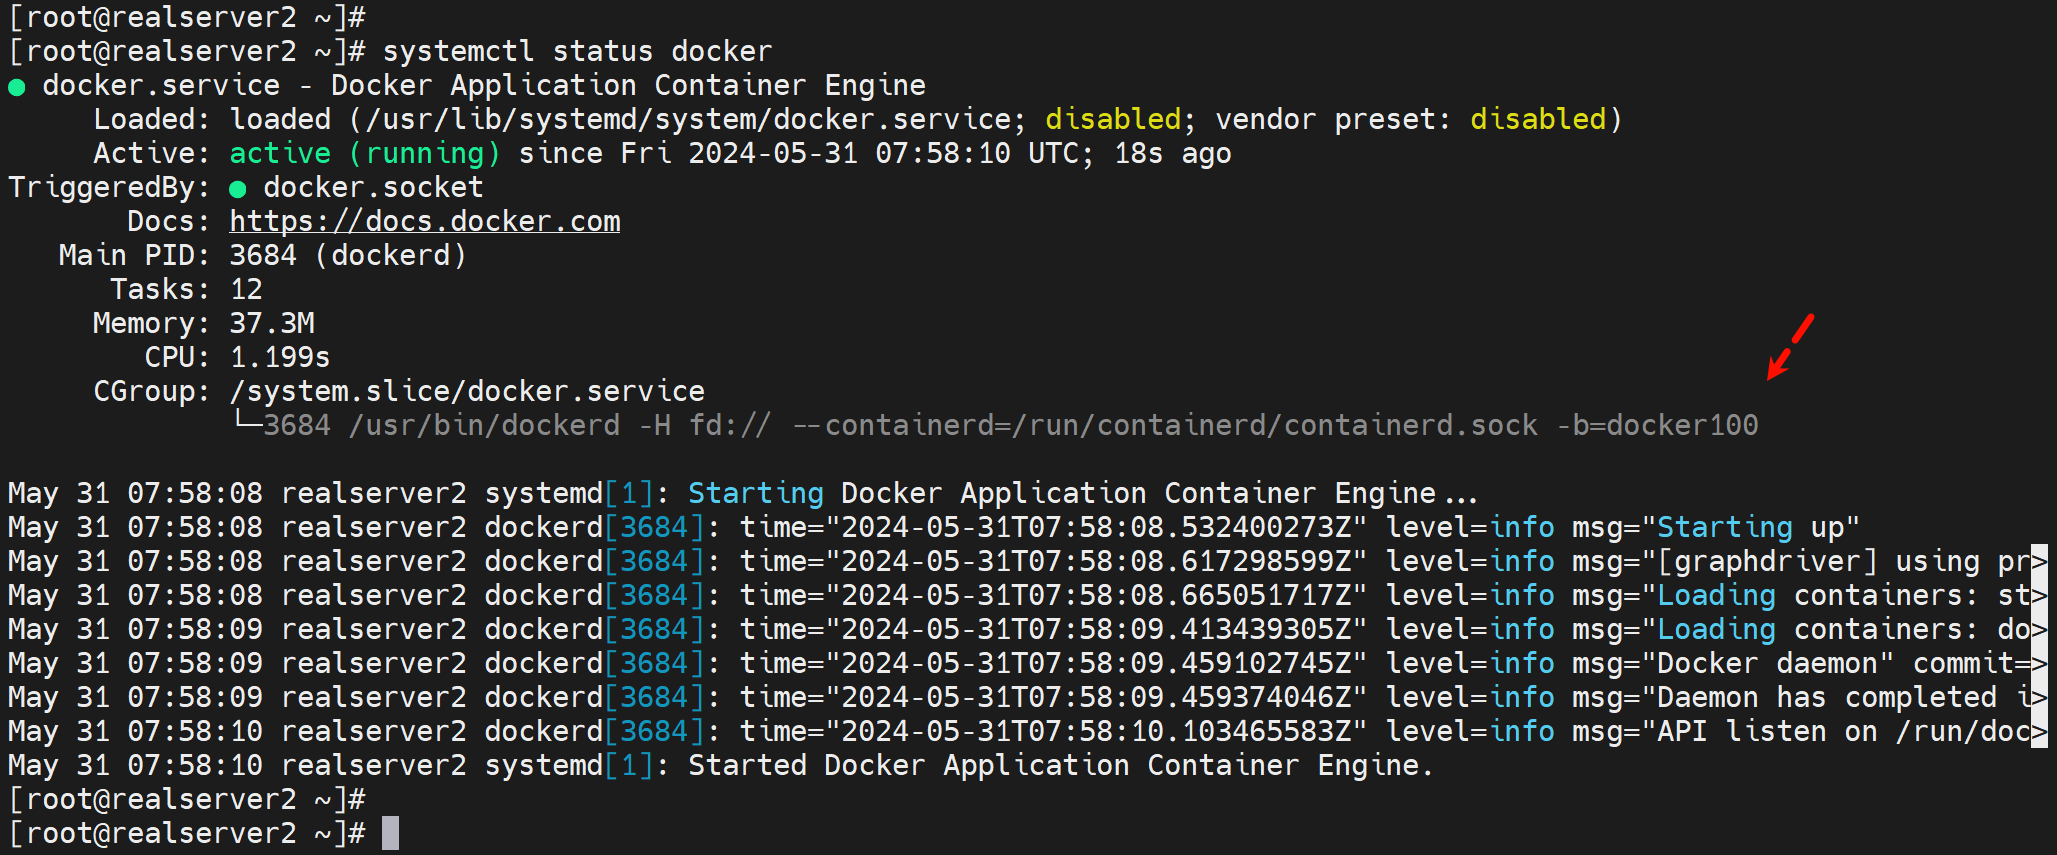 [root@realserver2 ~]#
[root@realserver2 ~]# systemctl status docker
● docker.service - Docker Application Container Engine
     Loaded: loaded (/usr/lib/systemd/system/docker.service; disabled; vendor preset: disabled)
     Active: active (running) since Fri 2024-05-31 07:58:10 UTC; 18s ago
TriggeredBy: ● docker.socket
       Docs: https://docs.docker.com
   Main PID: 3684 (dockerd)
      Tasks: 12
     Memory: 37.3M
        CPU: 1.199s
     CGroup: /system.slice/docker.service
             └─3684 /usr/bin/dockerd -H fd:// --containerd=/run/containerd/containerd.sock -b=docker100

May 31 07:58:08 realserver2 systemd[1]: Starting Docker Application Container Engine...
May 31 07:58:08 realserver2 dockerd[3684]: time="2024-05-31T07:58:08.532400273Z" level=info msg="Starting up"
May 31 07:58:08 realserver2 dockerd[3684]: time="2024-05-31T07:58:08.617298599Z" level=info msg="[graphdriver] using pr>
May 31 07:58:08 realserver2 dockerd[3684]: time="2024-05-31T07:58:08.665051717Z" level=info msg="Loading containers: st>
May 31 07:58:09 realserver2 dockerd[3684]: time="2024-05-31T07:58:09.413439305Z" level=info msg="Loading containers: do>
May 31 07:58:09 realserver2 dockerd[3684]: time="2024-05-31T07:58:09.459102745Z" level=info msg="Docker daemon" commit=>
May 31 07:58:09 realserver2 dockerd[3684]: time="2024-05-31T07:58:09.459374046Z" level=info msg="Daemon has completed i>
May 31 07:58:10 realserver2 dockerd[3684]: time="2024-05-31T07:58:10.103465583Z" level=info msg="API listen on /run/doc>
May 31 07:58:10 realserver2 systemd[1]: Started Docker Application Container Engine.
[root@realserver2 ~]#
[root@realserver2 ~]#